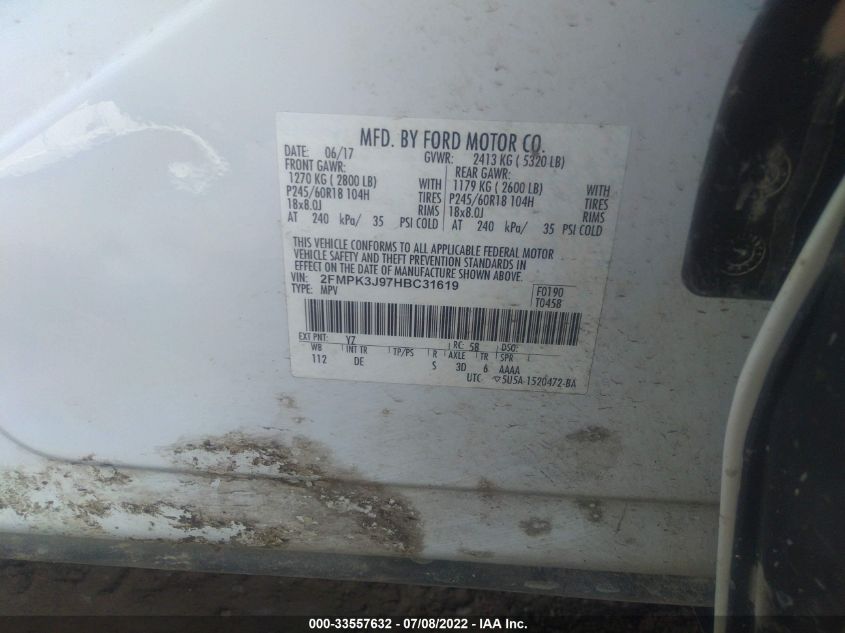 MFD. BY FORD MOTOR CO.
DATE: 06/17 GVWR: 2413 KG ( 5320 LB)
FRONT GAWR: REAR GAWR:
1270 KG ( 2800 LB) WITH 1179 KG ( 2600 LB) WITH
P245/60R18 104H TIRES P245/60R18 104H TIRES
18x8.0J RIMS 18x8.0J RIMS
AT 240 kPa/ 35 PSI COLD AT 240 kPa/ 35 PSI COLD
THIS VEHICLE CONFORMS TO ALL APPLICABLE FEDERAL MOTOR
VEHICLE SAFETY AND THEFT PREVENTION STANDARDS IN
EFFECT ON THE DATE OF MANUFACTURE SHOWN ABOVE.
VIN: 2FMPK3J97HBC31619 F0190
TYPE: MPV T045B
EXT PNT: YZ RC: 58 DSO:
WB INT TR TP/PS R AXLE TR SPR
112 DE S 3D 6 AAAA
UTC 5U5A-1520472-BA
000-33557632 - 07/08/2022 - IAA Inc.